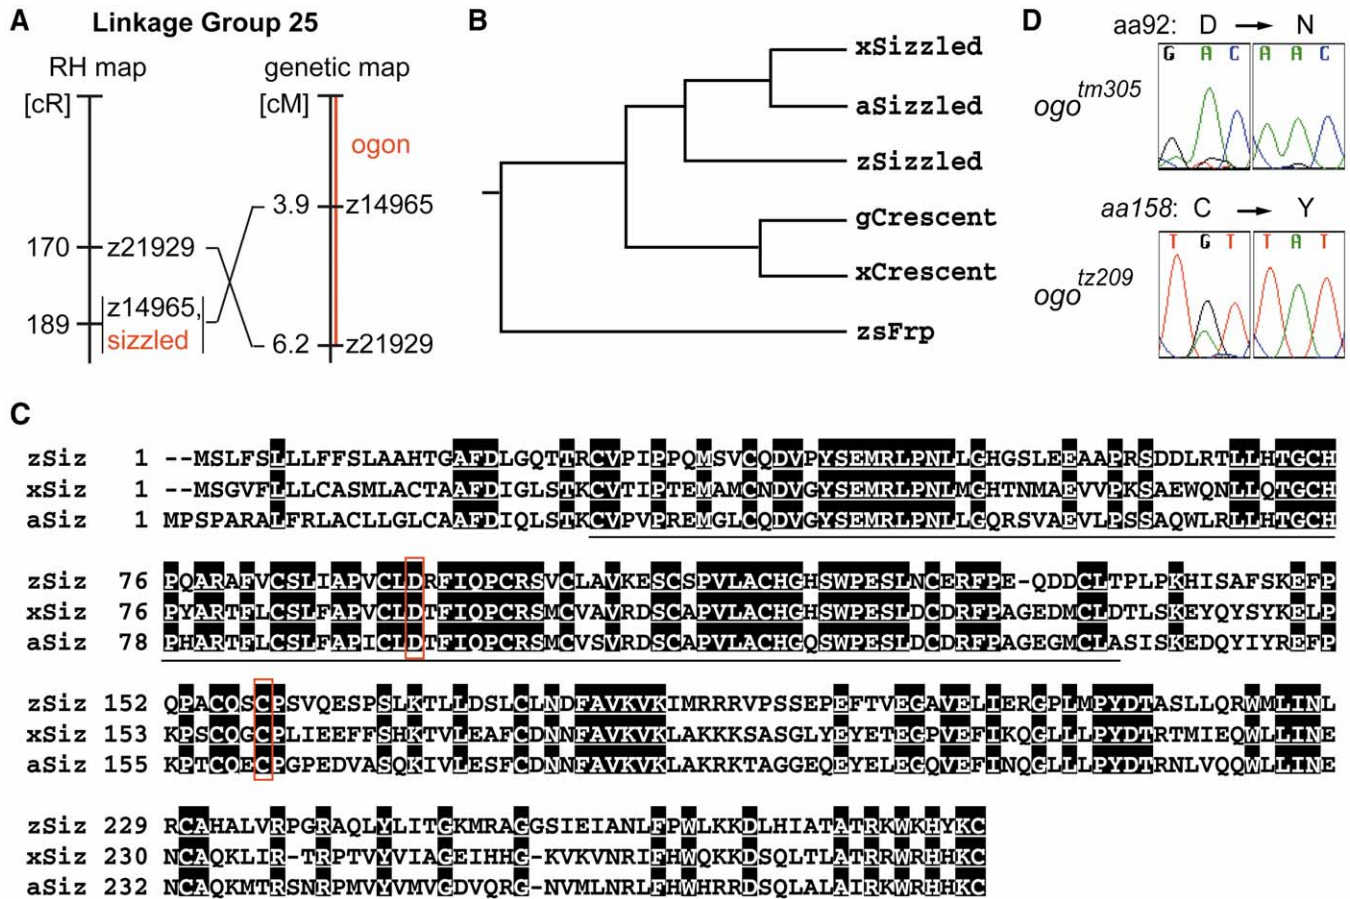 A
Linkage Group 25
RH map
genetic map
[cR]
[cM]
ogon
3.9
z14965
170
z21929
z14965,
189
sizzled
6.2
z21929
B
xSizzled
aSizzled
zSizzled
gCrescent
xCrescent
zsFrp
D
aa92: D → N
G A C A A C
ogo tm305
aa158: C → Y
T G T T A T
ogo tz209
C
zSiz 1 --MSLFSLLLFFSLAAHTGAFDLGQTTRCVPIPPQMSVCQDVPYSEMRLPNLLGHGSLEEAAPRSDDLRTLLHTGCH
xSiz 1 --MSGVFLLLCASMLACTAAFDIGLSTKCVTIPTEMAMCNDVGYSEMRLPNLMGHTNMAEVVPKSAEWQNLLQTGCH
aSiz 1 MPSPARALFRLACLLGLCAAFDIQLSTKCVPVPREMGLCQDVGYSEMRLPNLLGQRSVAEVLPSSAQWLRLLHTGCH
zSiz 76 PQARAFVCSLIAPVCLDRFIQPCRSVCLAVKESCSPVLACHGHSWPESLNCERFPE-QDDCLTPLPKHISAFSKEFP
xSiz 76 PYARTFLCSLFAPVCLDTFIQPCRSMCVAVRDSCAPVLACHGHSWPESLDCDRFPAGEDMCLDTLSKEYQYSYKELP
aSiz 78 PHARTFLCSLFAPICLDTFIQPCRSMCVSVRDSCAPVLACHGQSWPESLDCDRFPAGEGMCLASISKEDQYIYREFP
zSiz 152 QPACQSCPSVQESPSLKTLLDSLCLNDFAVKVKIMRRRVPSSEPEFTVEGAVELIERGPLMPYDTASLLQRWMLINL
xSiz 153 KPSCQGCPLIEEFFSHKTVLEAFCDNNFAVKVKLAKKKSASGLYEYETEGPVEFIKQGLLLPYDTRTMIEQWLLINE
aSiz 155 KPTCQECPGPEDVASQKIVLESFCDNNFAVKVKLAKRKTAGGEQEYELEGQVEFINQGLLLPYDTRNLVQQWLLINE
zSiz 229 RCAHALVRPGRAQLYLITGKMRAGGSIEIANLFPWLKKDLHIATATRKWKHYKC
xSiz 230 NCAQKLIR-TRPTVYVIAGEIHHG-KVKVNRIFHWQKKDSQLTLATRRWRHHKC
aSiz 232 NCAQKMTRSNRPMVYVMVGDVQRG-NVMLNRLFHWHRRDSQLALAIRKWRHHKC